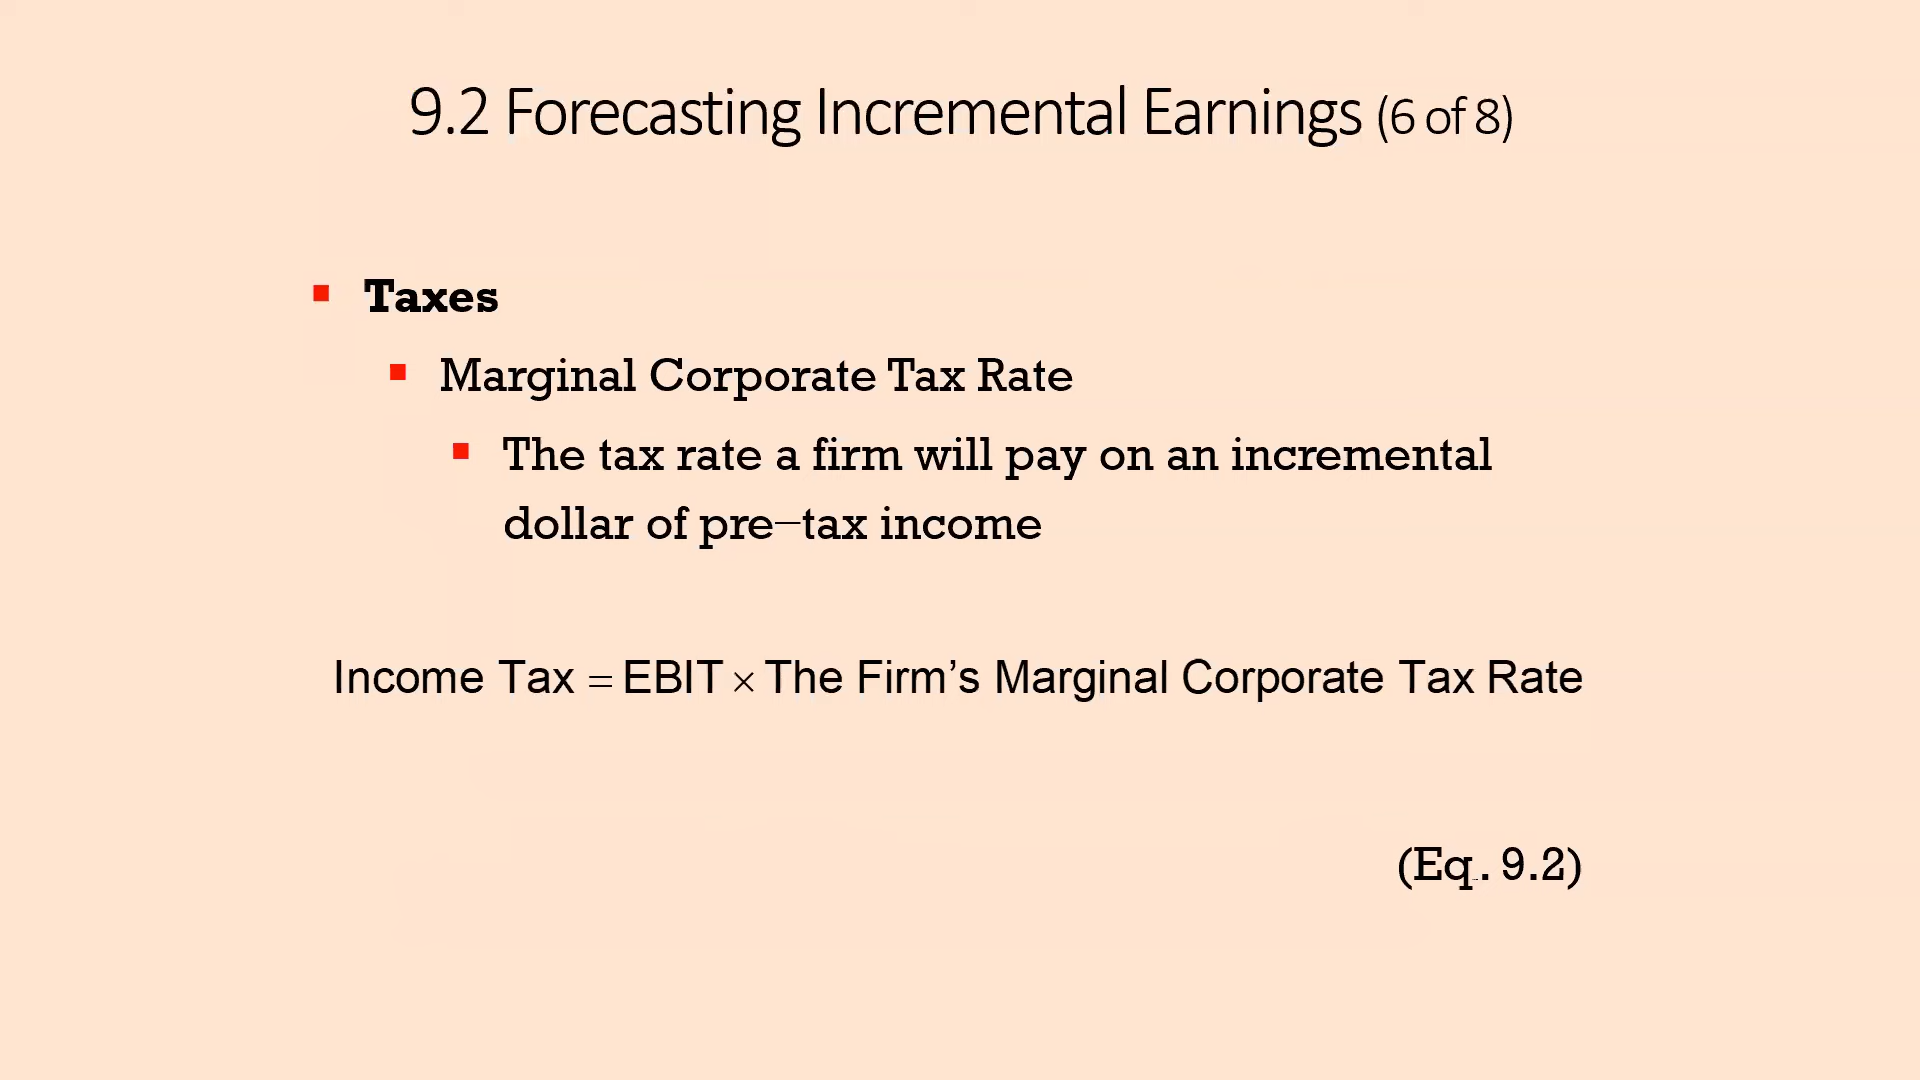 9.2 Forecasting Incremental Earnings (6 of 8)
Taxes
Marginal Corporate Tax Rate
The tax rate a firm will pay on an incremental
dollar of pre−tax income
Income Tax = EBIT × The Firm’s Marginal Corporate Tax Rate
(Eq. 9.2)